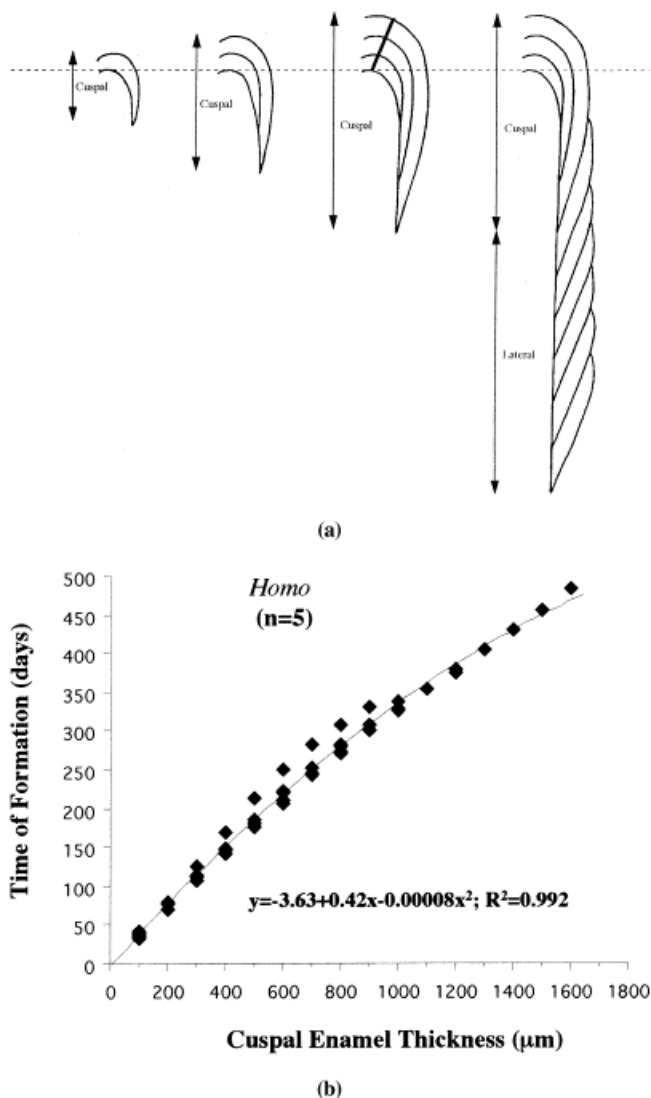 Cuspal
Cuspal
Cuspal
Cuspal
Lateral
(a)
Homo
(n=5)
Time of Formation (days)
500
450
400
350
300
250
200
150
100
50
0
y=-3.63+0.42x-0.00008x²; R²=0.992
0 200 400 600 800 1000 1200 1400 1600 1800
Cuspal Enamel Thickness (μm)
(b)